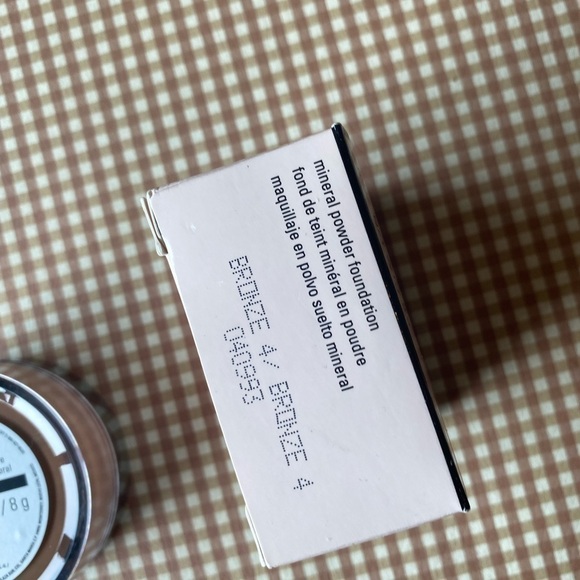 mineral powder foundation
fond de teint minéral en poudre
maquillaje en polvo suelto mineral
BRONZE 4/ BRONZE 4
040993
/8g